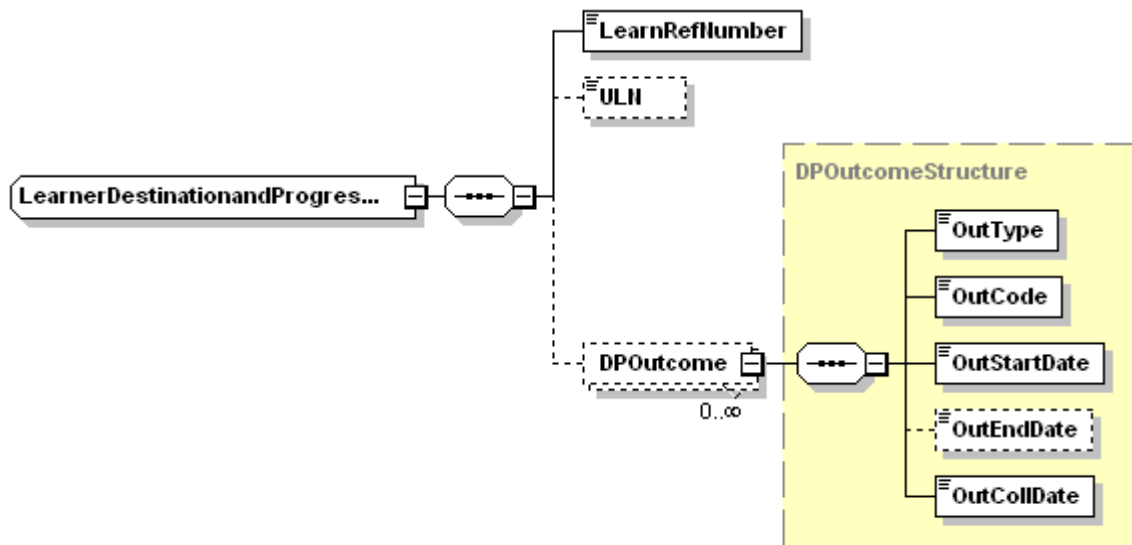 LearnRefNumber
ULN
LearnerDestinationandProgres...
DPOutcomeStructure
OutType
OutCode
DPOutcome
OutStartDate
0..∞
OutEndDate
OutCollDate